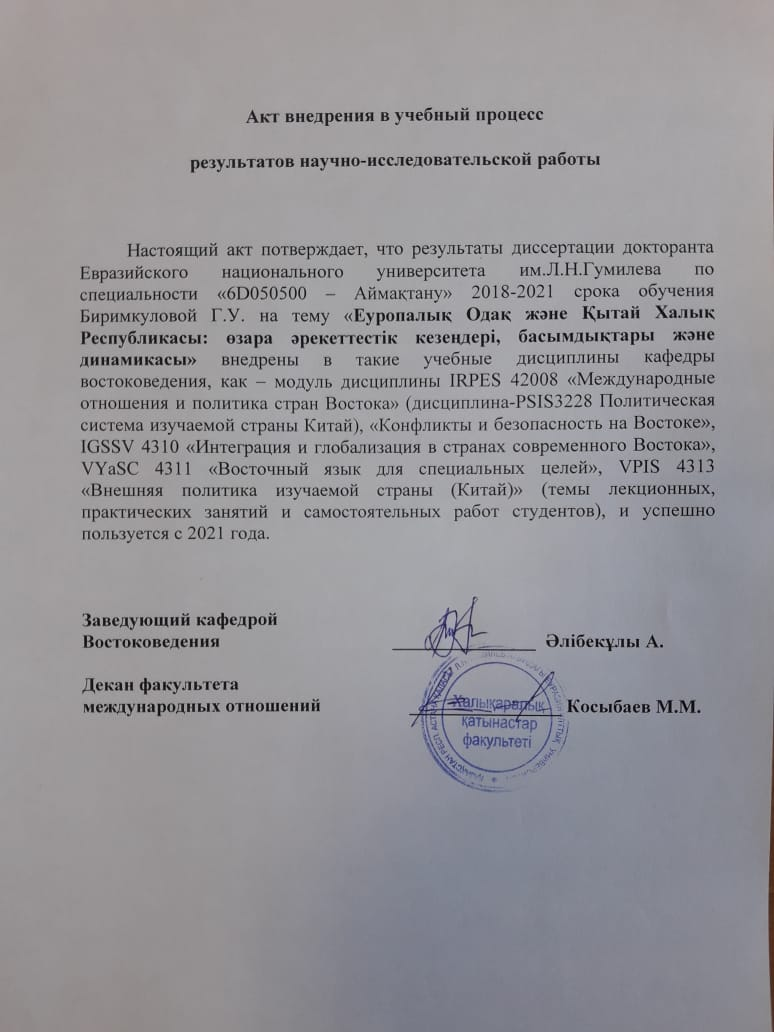 Акт внедрения в учебный процесс
результатов научно-исследовательской работы
Настоящий акт потверждает, что результаты диссертации докторанта
Евразийского национального университета им.Л.Н.Гумилева по
специальности «6D050500 – Аймақтану» 2018-2021 срока обучения
Биримкуловой Г.У. на тему «Еуропалық Одақ және Қытай Халық
Республикасы: өзара әрекеттестік кезеңдері, басымдықтары және
динамикасы» внедрены в такие учебные дисциплины кафедры
востоковедения, как – модуль дисциплины IRPES 42008 «Международные
отношения и политика стран Востока» (дисциплина-PSIS3228 Политическая
система изучаемой страны Китай), «Конфликты и безопасность на Востоке»,
IGSSV 4310 «Интеграция и глобализация в странах современного Востока»,
VYaSC 4311 «Восточный язык для специальных целей», VPIS 4313
«Внешняя политика изучаемой страны (Китай)» (темы лекционных,
практических занятий и самостоятельных работ студентов), и успешно
пользуется с 2021 года.
Заведующий кафедрой
Востоковедения Әлібекұлы А.
Декан факультета
международных отношений Косыбаев М.М.
Халықаралық
қатынастар
факультеті